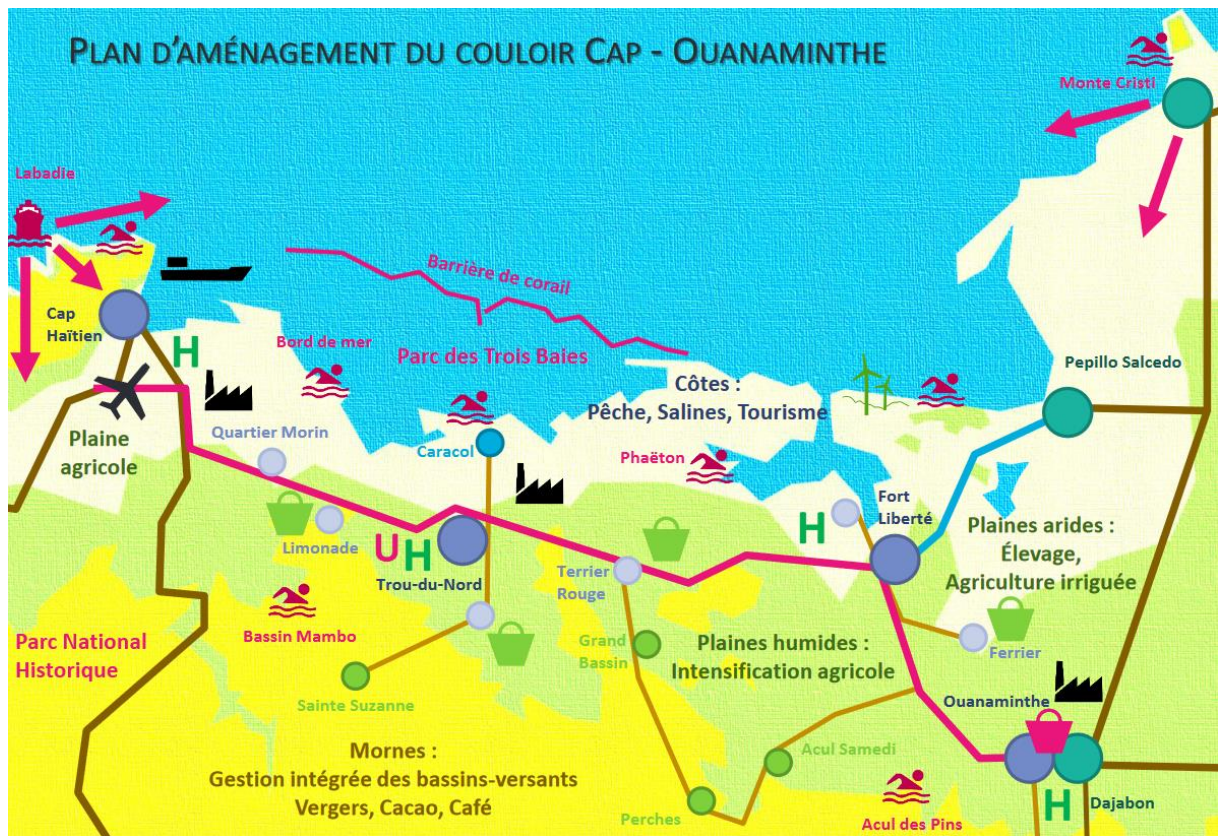 PLAN D'AMÉNAGEMENT DU COULOIR CAP - OUANAMINTHE
Monte Cristi
Labadie
Cap
Haïtien
Barrière de corail
H
Bord de mer
Parc des Trois Baies
Pepillo Salcedo
Côtes :
Pêche, Salines, Tourisme
Plaine
agricole
Quartier Morin
Caracol
Phaëton
Fort
Liberté
H
Limonade
U H
Trou-du-Nord
Terrier
Rouge
Plaines arides :
Élevage,
Agriculture irriguée
Parc National
Historique
Bassin Mambo
Grand
Bassin
Plaines humides :
Intensification agricole
Ferrier
Sainte Suzanne
Ouanaminthe
Mornes :
Gestion intégrée des bassins-versants
Vergers, Cacao, Café
Acul Samedi
Perches
Acul des Pins
H
Dajabon